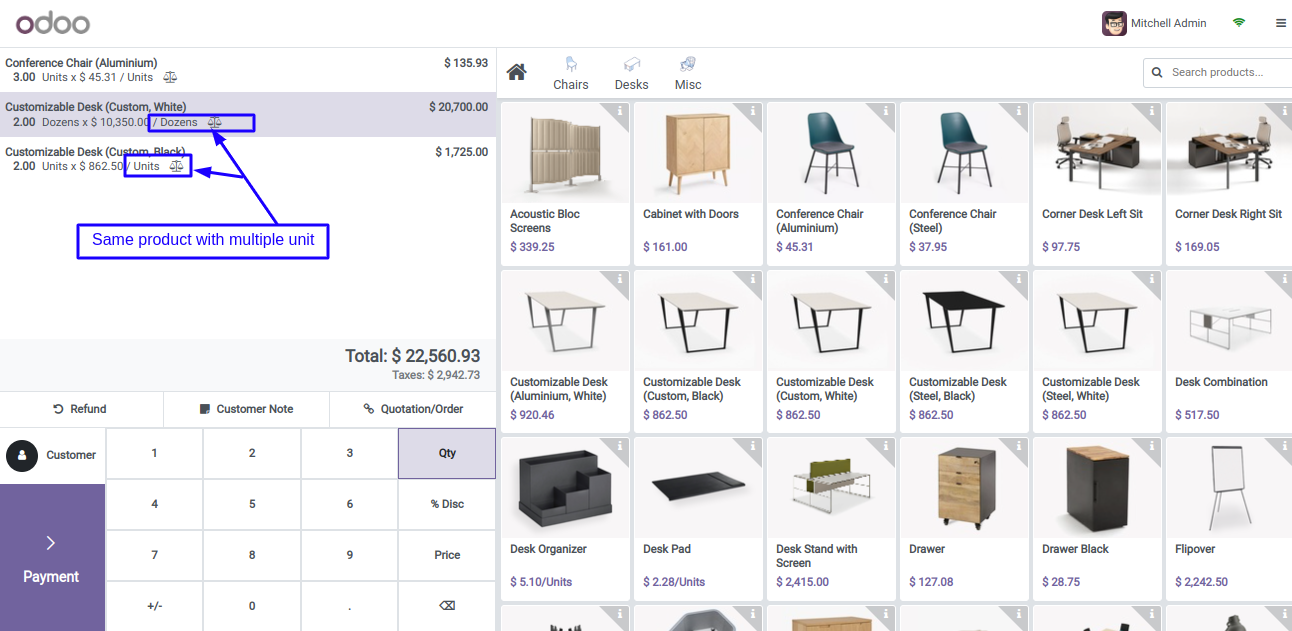 odoo
Mitchell Admin
Conference Chair (Aluminium) $ 135.93
3.00 Units x $ 45.31 / Units
Customizable Desk (Custom, White) $ 20,700.00
2.00 Dozens x $ 10,350.00 / Dozens
Customizable Desk (Custom, Black) $ 1,725.00
2.00 Units x $ 862.50 / Units
Same product with multiple unit
Total: $ 22,560.93
Taxes: $ 2,942.73
Refund Customer Note Quotation/Order
Customer 1 2 3 Qty
4 5 6 % Disc
7 8 9 Price
Payment
+/- 0 . ⌫
Chairs Desks Misc
Search products...
Acoustic Bloc
Screens
$ 339.25
Cabinet with Doors
$ 161.00
Conference Chair
(Aluminium)
$ 45.31
Conference Chair
(Steel)
$ 37.95
Corner Desk Left Sit
$ 97.75
Corner Desk Right Sit
$ 169.05
Customizable Desk
(Aluminium, White)
$ 920.46
Customizable Desk
(Custom, Black)
$ 862.50
Customizable Desk
(Custom, White)
$ 862.50
Customizable Desk
(Steel, Black)
$ 862.50
Customizable Desk
(Steel, White)
$ 862.50
Desk Combination
$ 517.50
Desk Organizer
$ 5.10/Units
Desk Pad
$ 2.28/Units
Desk Stand with
Screen
$ 2,415.00
Drawer
$ 127.08
Drawer Black
$ 28.75
Flipover
$ 2,242.50